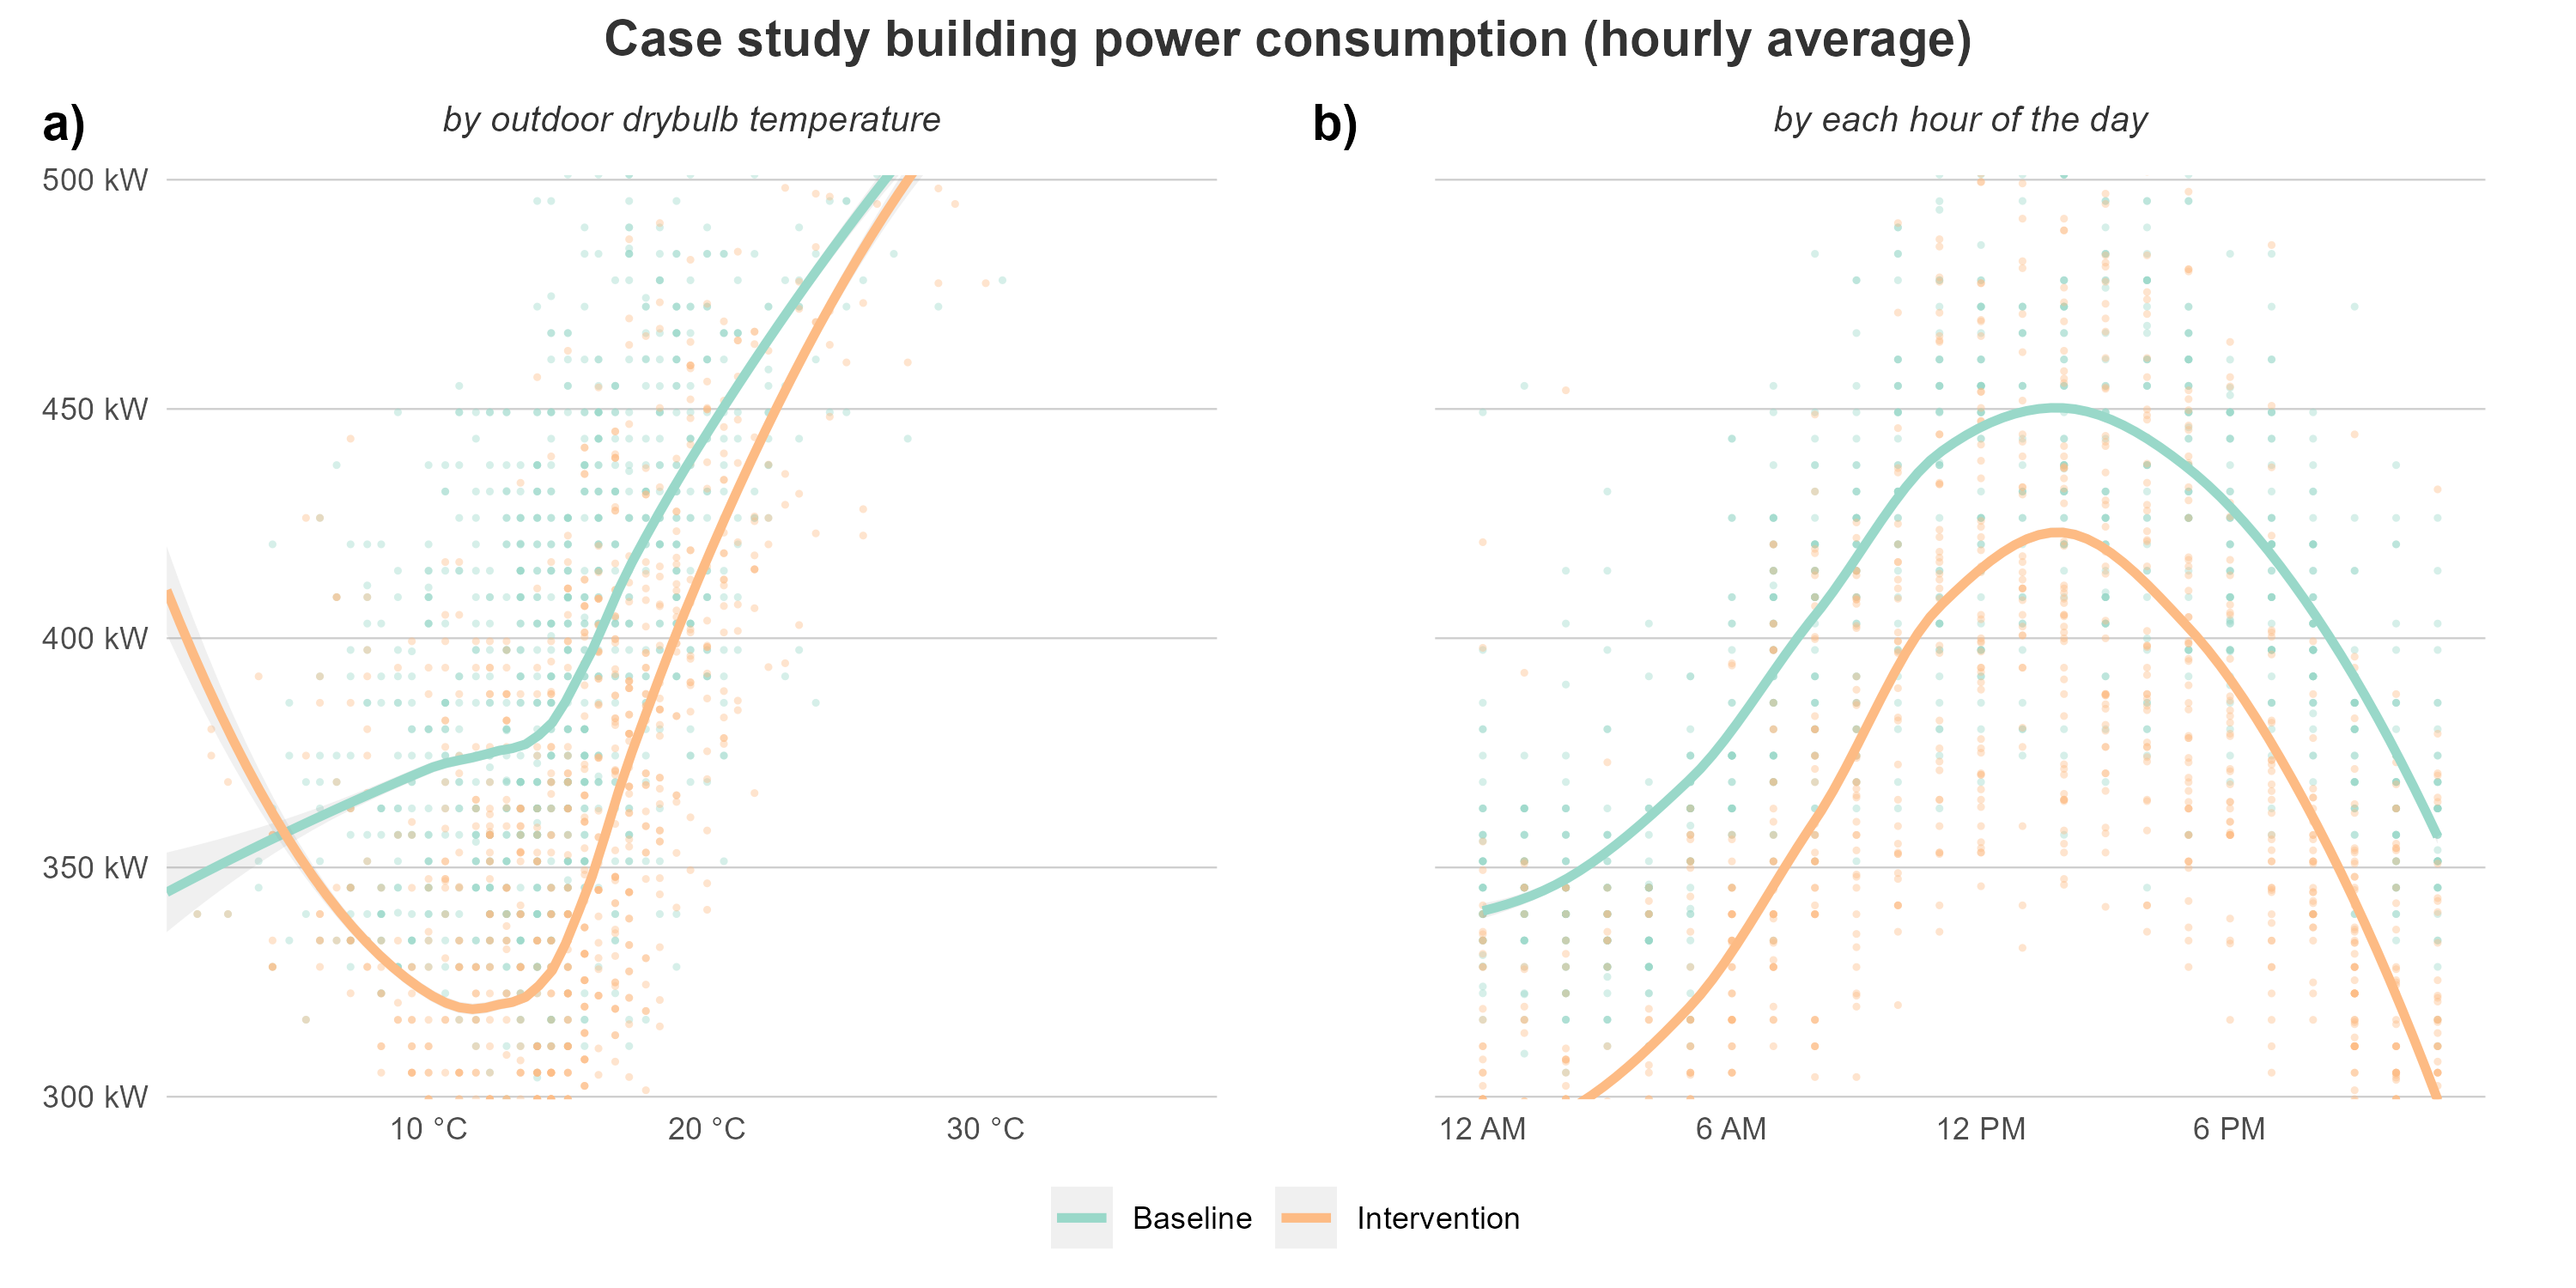 Case study building power consumption (hourly average)
a)
by outdoor drybulb temperature
500 kW
450 kW
400 kW
350 kW
300 kW
10 °C 20 °C 30 °C
b)
by each hour of the day
12 AM 6 AM 12 PM 6 PM
Baseline Intervention